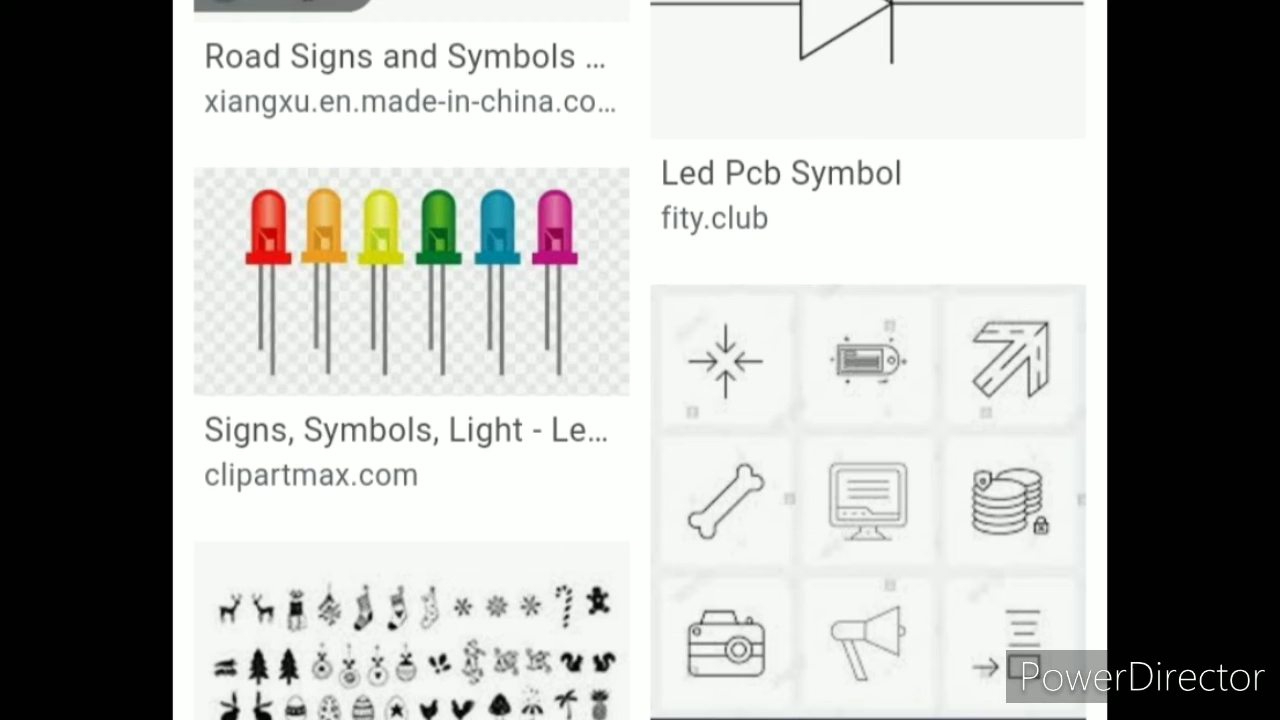 Road Signs and Symbols ...
xiangxu.en.made-in-china.co...
Signs, Symbols, Light - Le...
clipartmax.com
Led Pcb Symbol
fity.club
PowerDirector